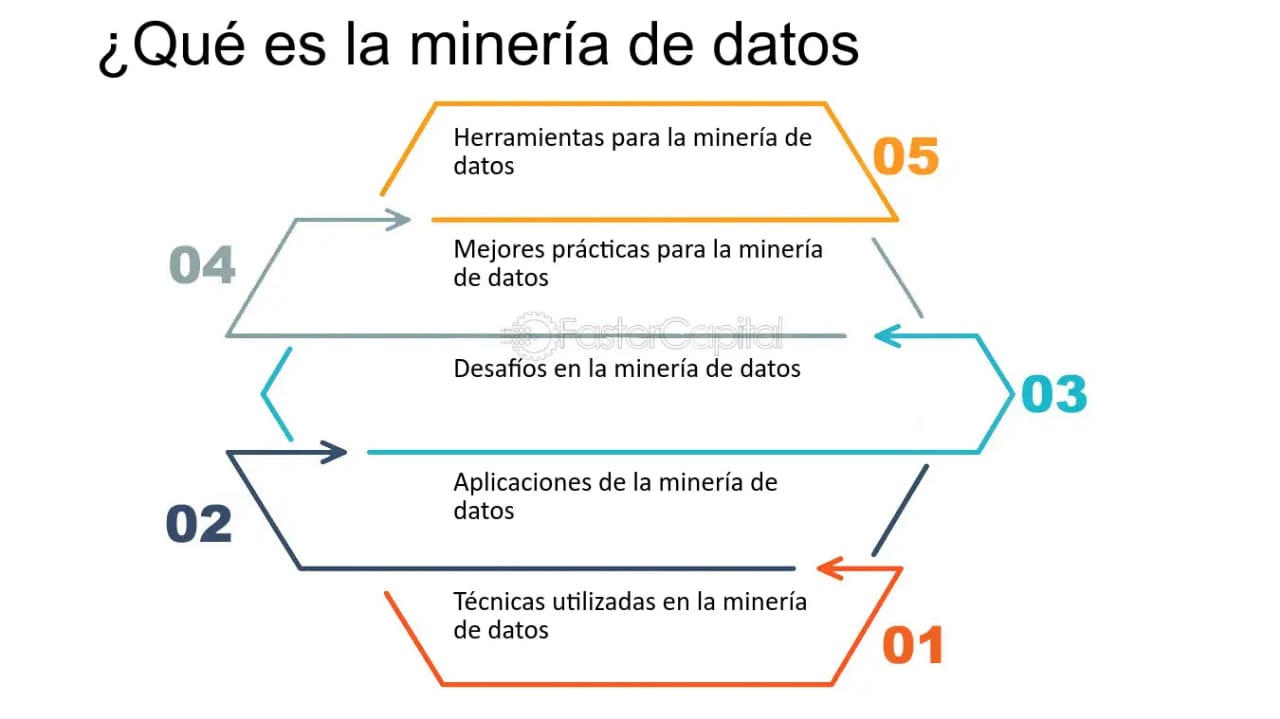 ¿Qué es la minería de datos
Herramientas para la minería de
datos
05
04
Mejores prácticas para la minería
de datos
FasterCapital
Desafíos en la minería de datos
03
02
Aplicaciones de la minería de
datos
Técnicas utilizadas en la minería
de datos
01